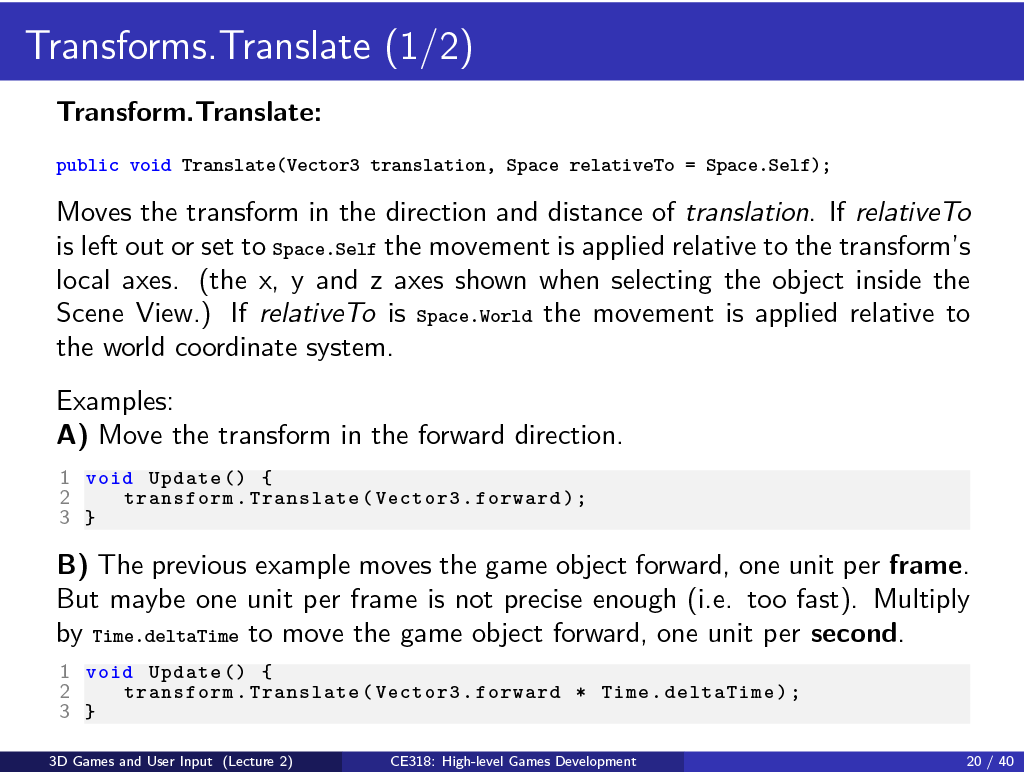 Transforms.Translate (1/2)
Transform.Translate:
public void Translate(Vector3 translation, Space relativeTo = Space.Self);
Moves the transform in the direction and distance of translation. If relativeTo
is left out or set to Space.Self the movement is applied relative to the transform's
local axes. (the x, y and z axes shown when selecting the object inside the
Scene View.) If relativeTo is Space.World the movement is applied relative to
the world coordinate system.
Examples:
A) Move the transform in the forward direction.
1 void Update() {
2 transform.Translate(Vector3.forward);
3 }
B) The previous example moves the game object forward, one unit per frame.
But maybe one unit per frame is not precise enough (i.e. too fast). Multiply
by Time.deltaTime to move the game object forward, one unit per second.
1 void Update() {
2 transform.Translate(Vector3.forward * Time.deltaTime);
3 }
3D Games and User Input (Lecture 2) CE318: High-level Games Development 20 / 40